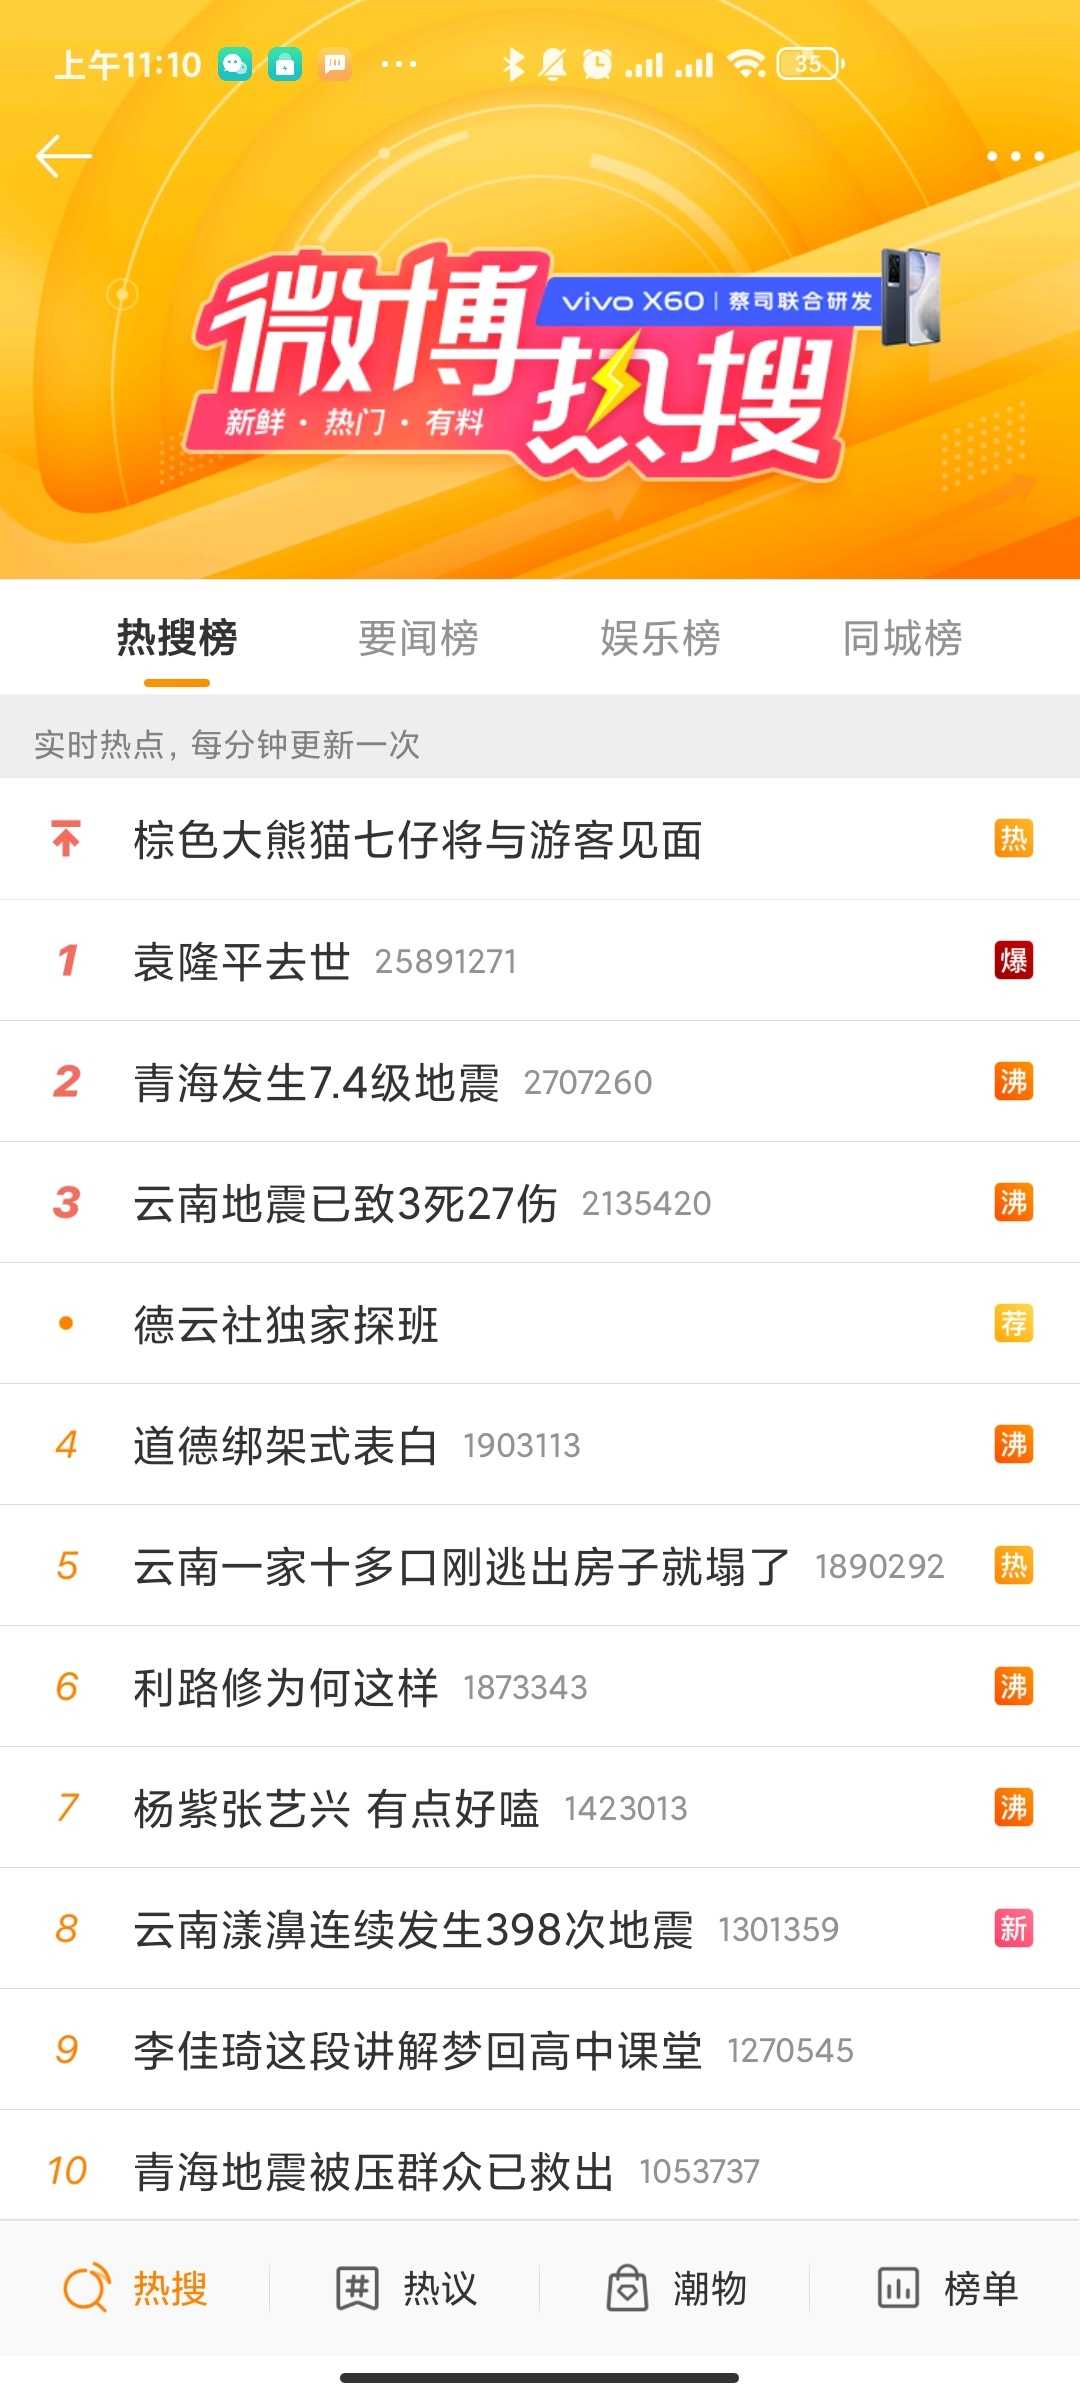 上午11:10
35
微博热搜
vivo X60 | 蔡司联合研发
新鲜 · 热门 · 有料
热搜榜 要闻榜 娱乐榜 同城榜
实时热点，每分钟更新一次
棕色大熊猫七仔将与游客见面 热
1 袁隆平去世 25891271 爆
2 青海发生7.4级地震 2707260 沸
3 云南地震已致3死27伤 2135420 沸
• 德云社独家探班 荐
4 道德绑架式表白 1903113 沸
5 云南一家十多口刚逃出房子就塌了 1890292 热
6 利路修为何这样 1873343 沸
7 杨紫张艺兴 有点好嗑 1423013 沸
8 云南漾濞连续发生398次地震 1301359 新
9 李佳琦这段讲解梦回高中课堂 1270545
10 青海地震被压群众已救出 1053737
热搜 热议 潮物 榜单